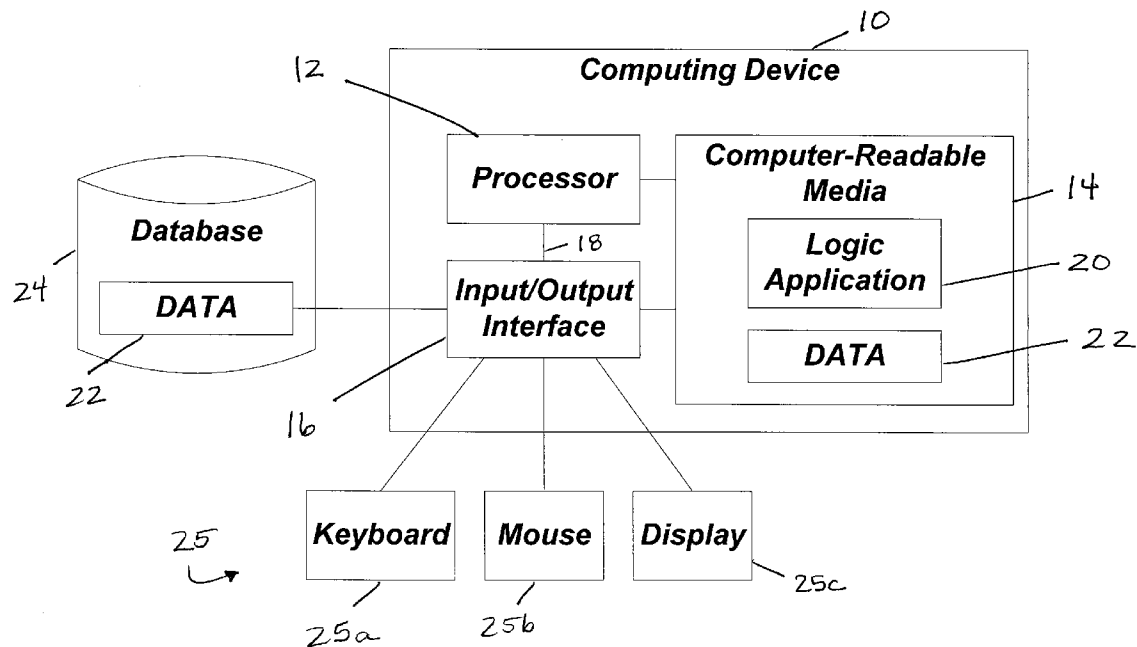 10
12
Computing Device
Processor
Computer-Readable
Media
14
Database
18
Logic
Application
20
24
DATA
Input/Output
Interface
DATA
22
22
16
Keyboard
Mouse
Display
25
25a
25b
25c